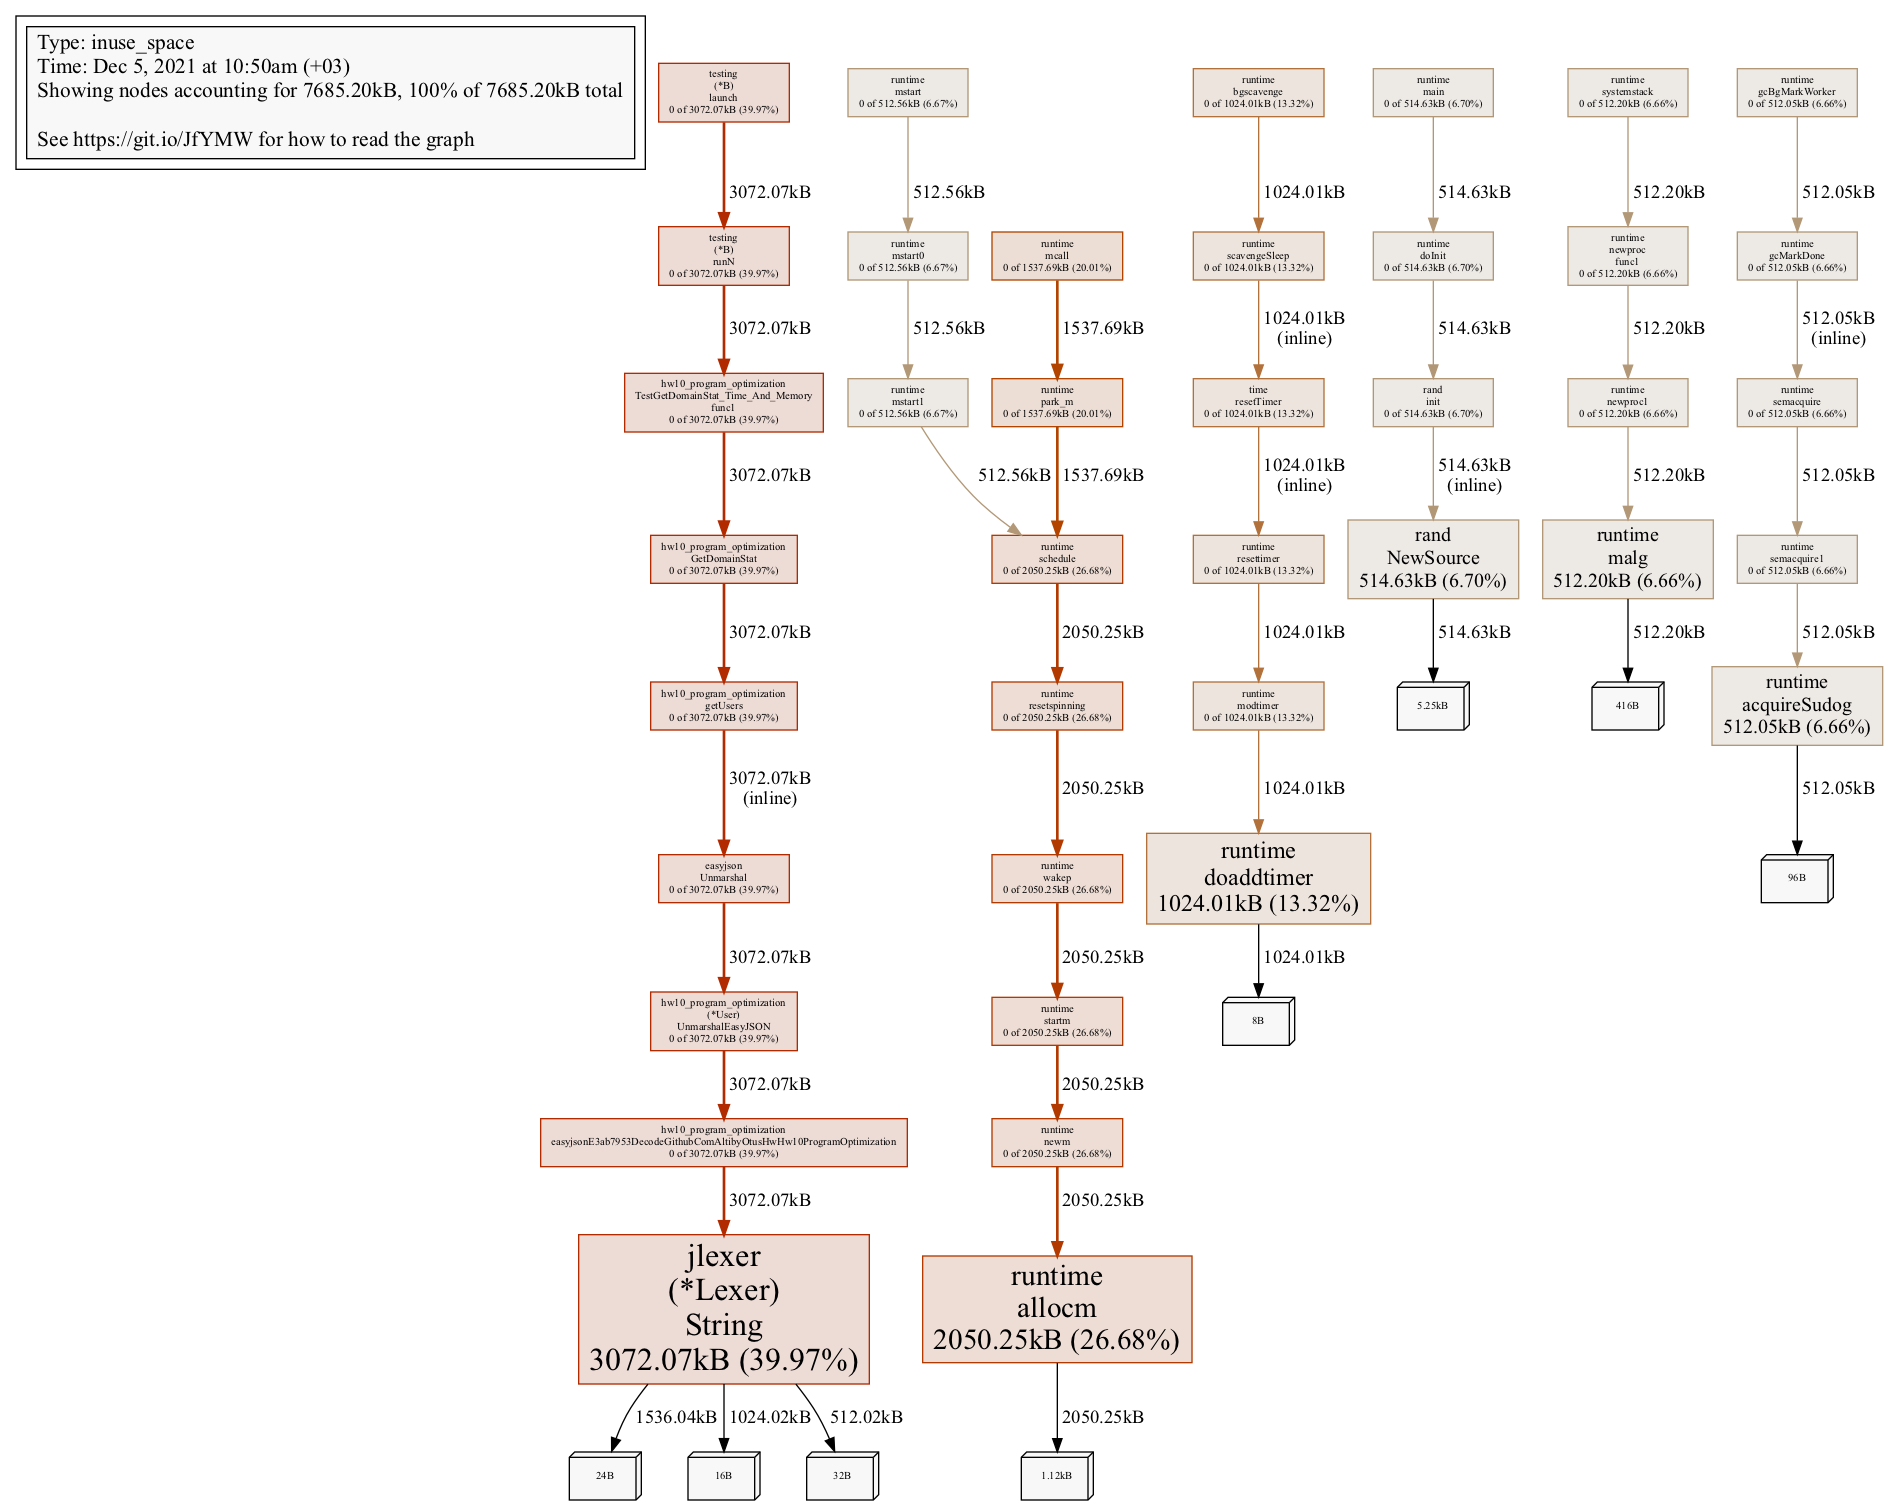 Type: inuse_space
Time: Dec 5, 2021 at 10:50am (+03)
Showing nodes accounting for 7685.20kB, 100% of 7685.20kB total
See https://git.io/JfYMW for how to read the graph
testing
(*B)
launch
0 of 3072.07kB (39.97%)
3072.07kB
testing
(*B)
runN
0 of 3072.07kB (39.97%)
3072.07kB
hw10_program_optimization
TestGetDomainStat_Time_And_Memory
func1
0 of 3072.07kB (39.97%)
3072.07kB
hw10_program_optimization
GetDomainStat
0 of 3072.07kB (39.97%)
3072.07kB
hw10_program_optimization
getUsers
0 of 3072.07kB (39.97%)
3072.07kB
(inline)
easyjson
Unmarshal
0 of 3072.07kB (39.97%)
3072.07kB
hw10_program_optimization
(*User)
UnmarshalEasyJSON
0 of 3072.07kB (39.97%)
3072.07kB
hw10_program_optimization
easyjsonE3ab7953DecodeGithubComAltibyOtusHwHw10ProgramOptimization
0 of 3072.07kB (39.97%)
3072.07kB
jlexer
(*Lexer)
String
3072.07kB (39.97%)
1536.04kB
1024.02kB
512.02kB
24B
16B
32B
runtime
mstart
0 of 512.56kB (6.67%)
512.56kB
runtime
mstart0
0 of 512.56kB (6.67%)
512.56kB
runtime
mstart1
0 of 512.56kB (6.67%)
512.56kB
runtime
mcall
0 of 1537.69kB (20.01%)
1537.69kB
runtime
park_m
0 of 1537.69kB (20.01%)
1537.69kB
runtime
schedule
0 of 2050.25kB (26.68%)
2050.25kB
runtime
resetspinning
0 of 2050.25kB (26.68%)
2050.25kB
runtime
wakep
0 of 2050.25kB (26.68%)
2050.25kB
runtime
startm
0 of 2050.25kB (26.68%)
2050.25kB
runtime
newm
0 of 2050.25kB (26.68%)
2050.25kB
runtime
allocm
2050.25kB (26.68%)
2050.25kB
1.12kB
runtime
bgscavenge
0 of 1024.01kB (13.32%)
1024.01kB
runtime
scavengeSleep
0 of 1024.01kB (13.32%)
1024.01kB
(inline)
time
resetTimer
0 of 1024.01kB (13.32%)
1024.01kB
(inline)
runtime
resettimer
0 of 1024.01kB (13.32%)
1024.01kB
runtime
modtimer
0 of 1024.01kB (13.32%)
1024.01kB
runtime
doaddtimer
1024.01kB (13.32%)
1024.01kB
8B
runtime
main
0 of 514.63kB (6.70%)
514.63kB
runtime
doInit
0 of 514.63kB (6.70%)
514.63kB
rand
init
0 of 514.63kB (6.70%)
514.63kB
(inline)
rand
NewSource
514.63kB (6.70%)
514.63kB
5.25kB
runtime
systemstack
0 of 512.20kB (6.66%)
512.20kB
runtime
newproc
func1
0 of 512.20kB (6.66%)
512.20kB
runtime
newproc1
0 of 512.20kB (6.66%)
512.20kB
runtime
malg
512.20kB (6.66%)
512.20kB
416B
runtime
gcBgMarkWorker
0 of 512.05kB (6.66%)
512.05kB
runtime
gcMarkDone
0 of 512.05kB (6.66%)
512.05kB
(inline)
runtime
semacquire
0 of 512.05kB (6.66%)
512.05kB
runtime
semacquire1
0 of 512.05kB (6.66%)
512.05kB
runtime
acquireSudog
512.05kB (6.66%)
512.05kB
96B